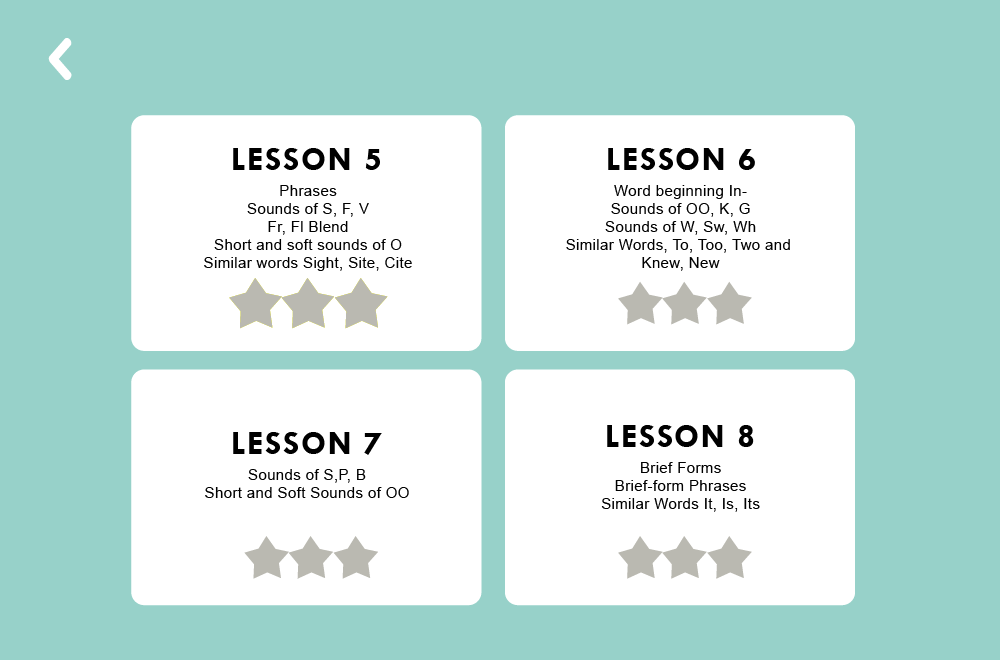 LESSON 5
Phrases
Sounds of S, F, V
Fr, Fl Blend
Short and soft sounds of O
Similar words Sight, Site, Cite
LESSON 6
Word beginning In-
Sounds of OO, K, G
Sounds of W, Sw, Wh
Similar Words, To, Too, Two and
Knew, New
LESSON 7
Sounds of S,P, B
Short and Soft Sounds of OO
LESSON 8
Brief Forms
Brief-form Phrases
Similar Words It, Is, Its